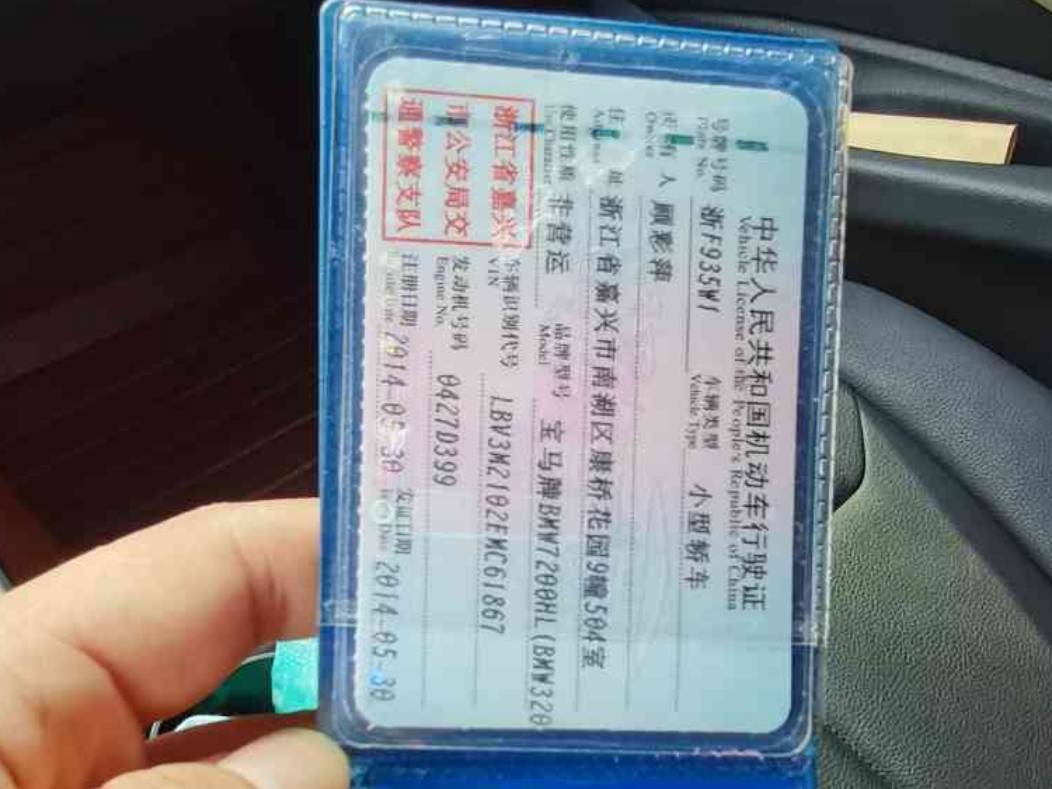 中华人民共和国机动车行驶证
Vehicle License of the People's Republic of China
号牌号码 浙F935W1 车辆类型 小型轿车
Plate No. Vehicle Type
所有人 顾彩萍
Owner
住址 浙江省嘉兴市南湖区康桥花园9幢504室
使用性质 非营运 品牌型号 宝马牌BMW7200HL(BMW320
Use Character Model
浙江省嘉兴 车辆识别代号 LBV3M2102EMC61867
VIN
市公安局交 发动机号码 0427D399
Engine No.
通警察支队 注册日期 2014-05-30 发证日期 2014-05-30